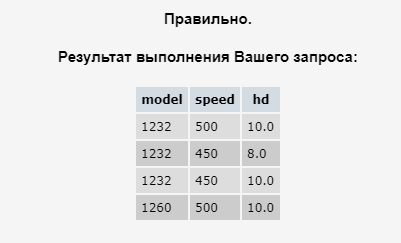 Правильно.
Результат выполнения Вашего запроса:
model speed hd
1232 500 10.0
1232 450 8.0
1232 450 10.0
1260 500 10.0